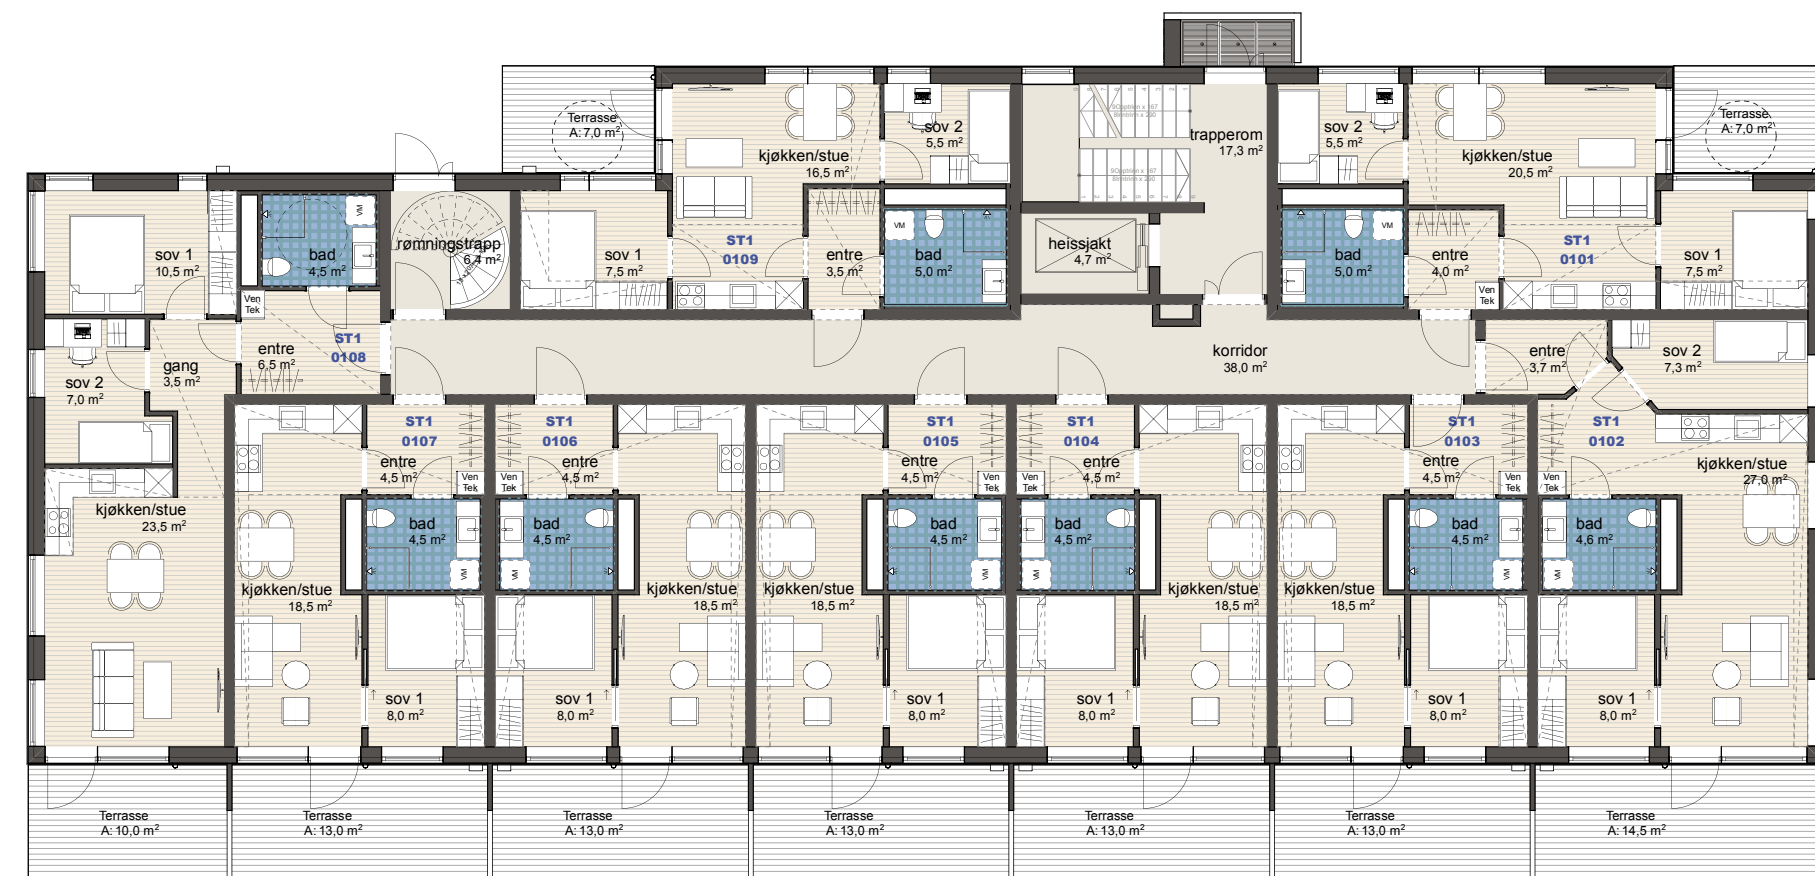 Terrasse
A: 7,0 m²
kjøkken/stue
16,5 m²
sov 2
5,5 m²
trapperom
17,3 m²
sov 2
5,5 m²
kjøkken/stue
20,5 m²
Terrasse
A: 7,0 m²
sov 1
10,5 m²
VM
bad
4,5 m²
rømningstrapp
6,4 m²
sov 1
7,5 m²
ST1
0109
entre
3,5 m²
VM
bad
5,0 m²
heissjakt
4,7 m²
VM
bad
5,0 m²
entre
4,0 m²
ST1
0101
sov 1
7,5 m²
Ven
Tek
Ven
Tek
sov 2
7,0 m²
gang
3,5 m²
entre
6,5 m²
ST1
0108
korridor
38,0 m²
entre
3,7 m²
sov 2
7,3 m²
ST1
0107
ST1
0106
ST1
0105
ST1
0104
ST1
0103
ST1
0102
entre
4,5 m²
Ven
Tek
Ven
Tek
entre
4,5 m²
entre
4,5 m²
Ven
Tek
Ven
Tek
entre
4,5 m²
entre
4,5 m²
Ven
Tek
Ven
Tek
kjøkken/stue
27,0 m²
kjøkken/stue
23,5 m²
bad
4,5 m²
bad
4,5 m²
bad
4,5 m²
bad
4,5 m²
bad
4,5 m²
bad
4,6 m²
VM
VM
VM
VM
VM
VM
kjøkken/stue
18,5 m²
kjøkken/stue
18,5 m²
kjøkken/stue
18,5 m²
kjøkken/stue
18,5 m²
kjøkken/stue
18,5 m²
sov 1
8,0 m²
sov 1
8,0 m²
sov 1
8,0 m²
sov 1
8,0 m²
sov 1
8,0 m²
sov 1
8,0 m²
Terrasse
A: 10,0 m²
Terrasse
A: 13,0 m²
Terrasse
A: 13,0 m²
Terrasse
A: 13,0 m²
Terrasse
A: 13,0 m²
Terrasse
A: 13,0 m²
Terrasse
A: 14,5 m²